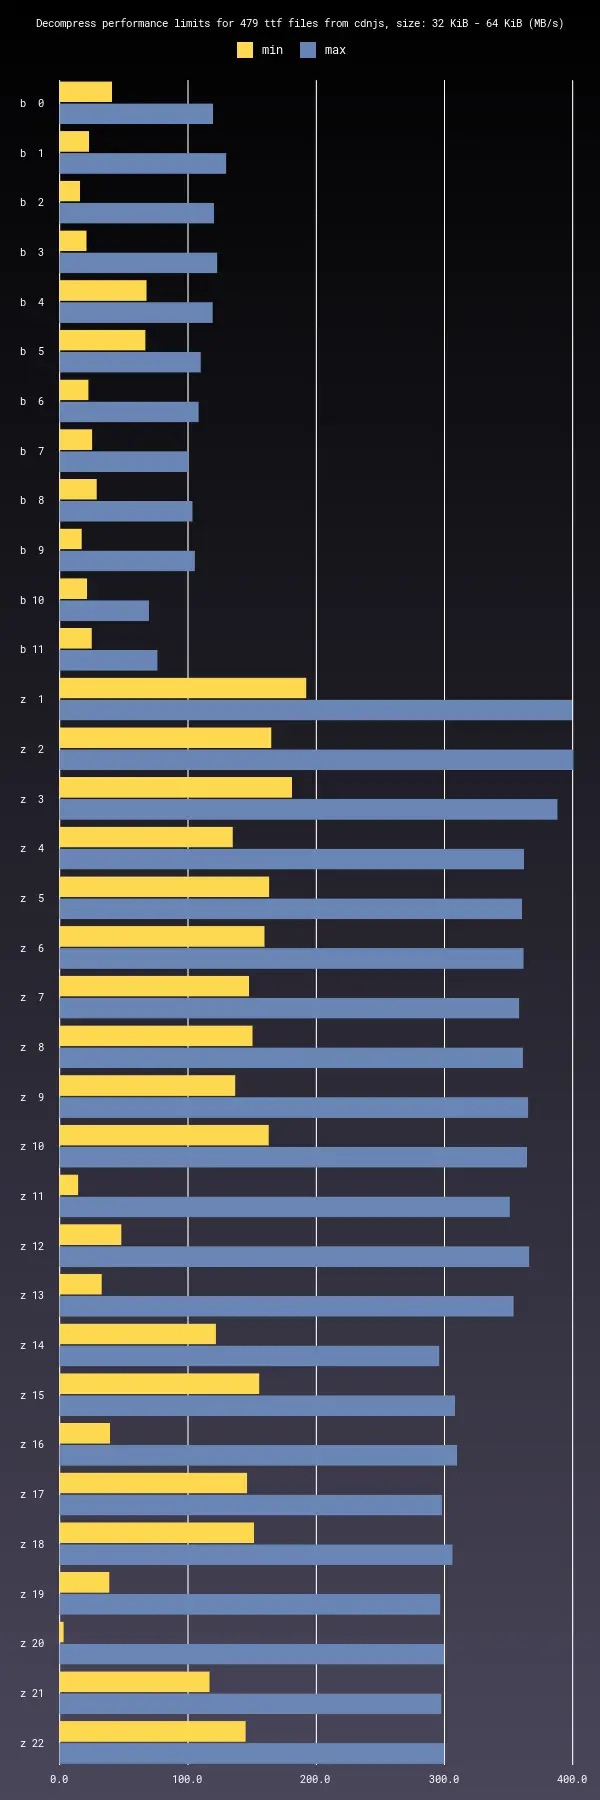 Decompress performance limits for 479 ttf files from cdnjs, size: 32 KiB - 64 KiB (MB/s)
min max
b 0
b 1
b 2
b 3
b 4
b 5
b 6
b 7
b 8
b 9
b 10
b 11
z 1
z 2
z 3
z 4
z 5
z 6
z 7
z 8
z 9
z 10
z 11
z 12
z 13
z 14
z 15
z 16
z 17
z 18
z 19
z 20
z 21
z 22
0.0 100.0 200.0 300.0 400.0